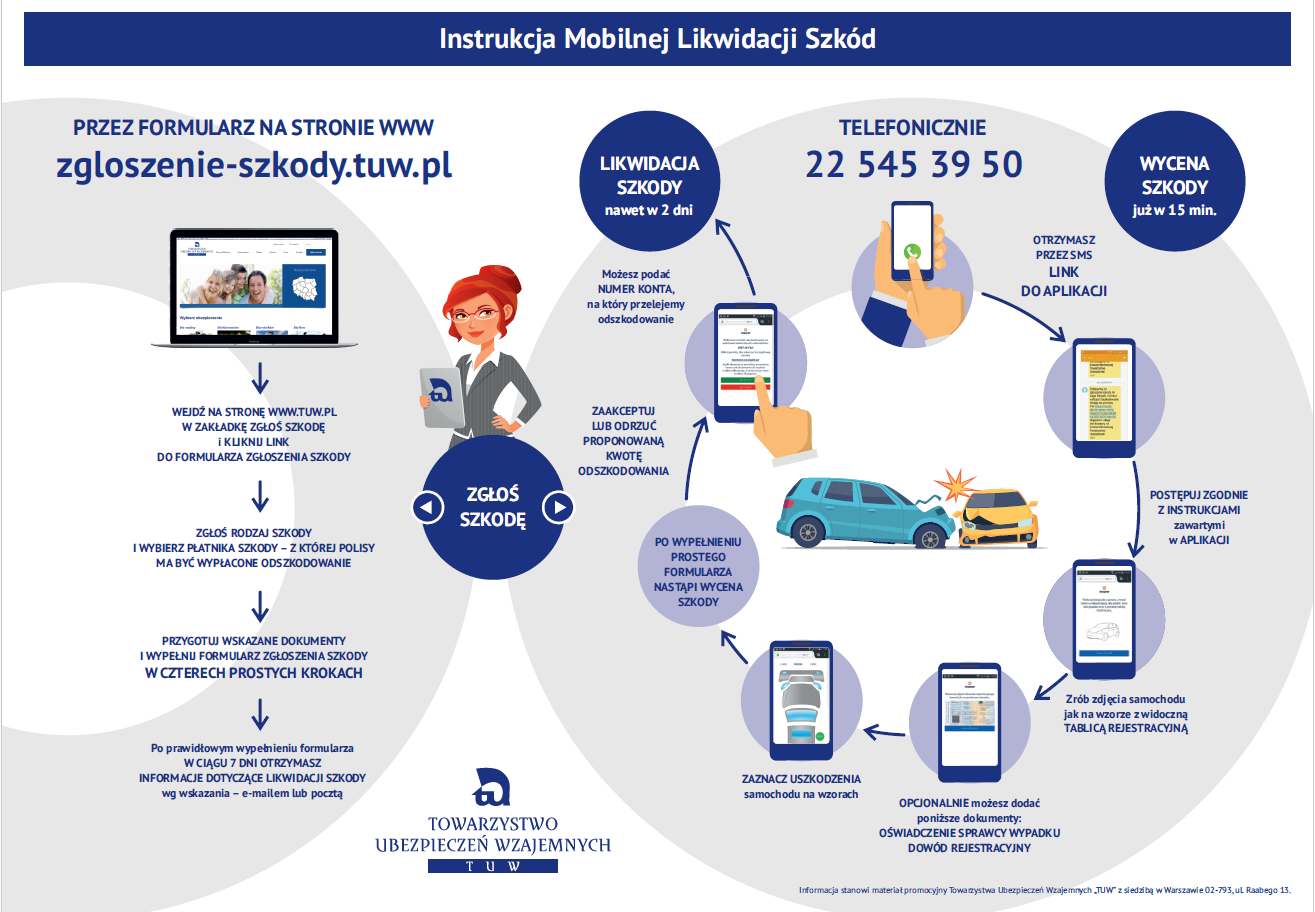 Instrukcja Mobilnej Likwidacji Szkód
PRZEZ FORMULARZ NA STRONIE WWW
zgloszenie-szkody.tuw.pl
WEJDŹ NA STRONĘ WWW.TUW.PL
W ZAKŁADKĘ ZGŁOŚ SZKODĘ
i KLIKNIJ LINK
DO FORMULARZA ZGŁOSZENIA SZKODY
ZGŁOŚ RODZAJ SZKODY
I WYBIERZ PŁATNIKA SZKODY – Z KTÓREJ POLISY
MA BYĆ WYPŁACONE ODSZKODOWANIE
PRZYGOTUJ WSKAZANE DOKUMENTY
I WYPEŁNIJ FORMULARZ ZGŁOSZENIA SZKODY
W CZTERECH PROSTYCH KROKACH
Po prawidłowym wypełnieniu formularza
W CIĄGU 7 DNI OTRZYMASZ
INFORMACJE DOTYCZĄCE LIKWIDACJI SZKODY
wg wskazania – e-mailem lub pocztą
ZGŁOŚ
SZKODĘ
TELEFONICZNIE
22 545 39 50
WYCENA
SZKODY
już w 15 min.
OTRZYMASZ
PRZEZ SMS
LINK
DO APLIKACJI
POSTĘPUJ ZGODNIE
Z INSTRUKCJAMI
zawartymi
w APLIKACJI
Zrób zdjęcia samochodu
jak na wzorze z widoczną
TABLICĄ REJESTRACYJNĄ
OPCJONALNIE możesz dodać
poniższe dokumenty:
OŚWIADCZENIE SPRAWCY WYPADKU
DOWÓD REJESTRACYJNY
ZAZNACZ USZKODZENIA
samochodu na wzorach
PO WYPEŁNIENIU
PROSTEGO
FORMULARZA
NASTĄPI WYCENA
SZKODY
ZAAKCEPTUJ
LUB ODRZUĆ
PROPONOWANĄ
KWOTĘ
ODSZKODOWANIA
Możesz podać
NUMER KONTA,
na który przelejemy
odszkodowanie
LIKWIDACJA
SZKODY
nawet w 2 dni
TOWARZYSTWO
UBEZPIECZEŃ WZAJEMNYCH
T U W
Informacja stanowi materiał promocyjny Towarzystwa Ubezpieczeń Wzajemnych „TUW” z siedzibą w Warszawie 02-793, ul. Raabego 13.